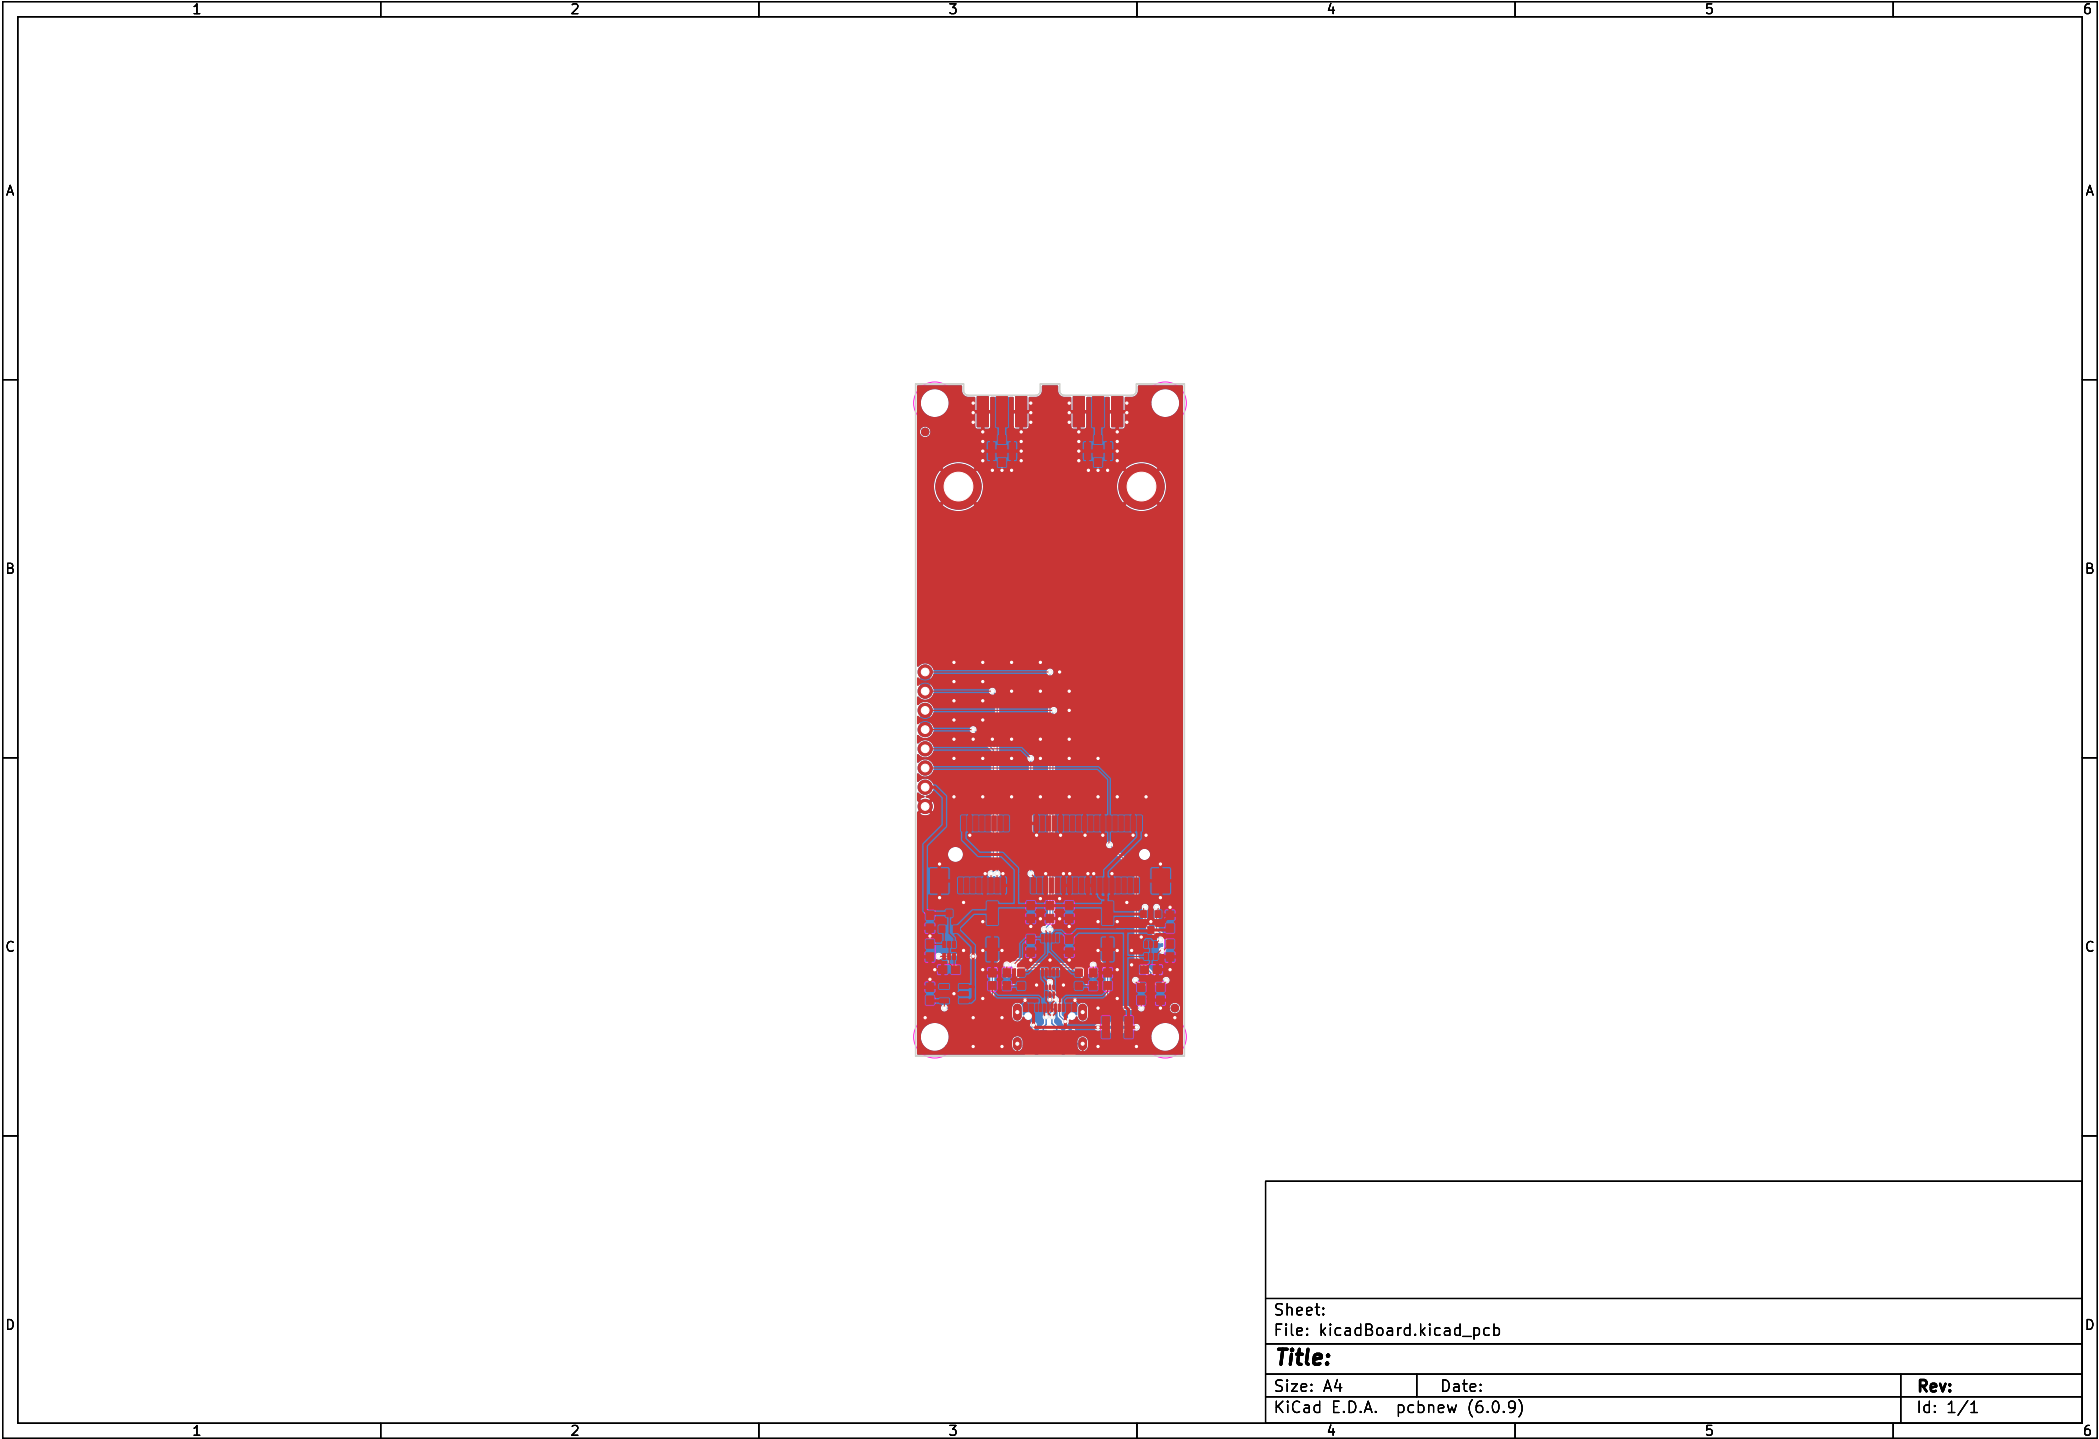 1 2 3 4 5 6
A A
B B
C C
D D
Sheet:
File: kicadBoard.kicad_pcb
Title:
Size: A4 Date: Rev:
KiCad E.D.A. pcbnew (6.0.9) Id: 1/1
1 2 3 4 5 6